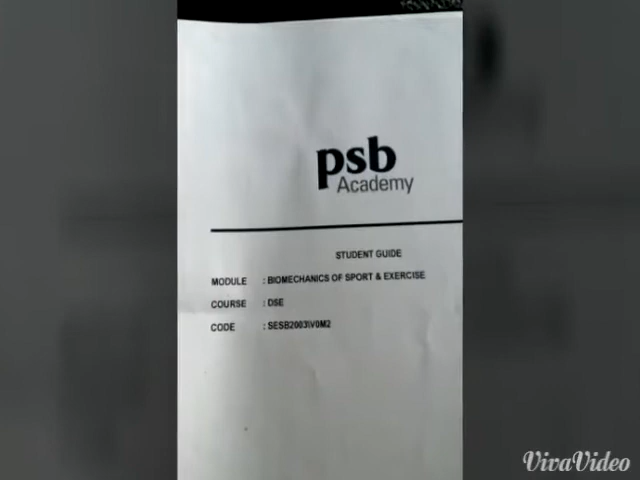 psb
Academy
STUDENT GUIDE
MODULE : BIOMECHANICS OF SPORT & EXERCISE
COURSE : DSE
CODE : SESB2003\V0M2
VivaVideo